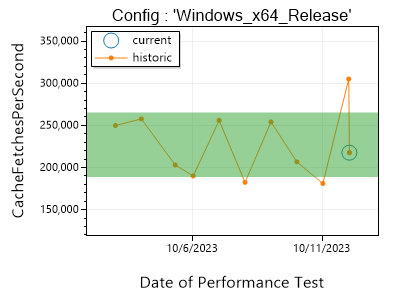 Config : 'Windows_x64_Release'
current
historic
CacheFetchesPerSecond
350,000
300,000
250,000
200,000
150,000
10/6/2023
10/11/2023
Date of Performance Test